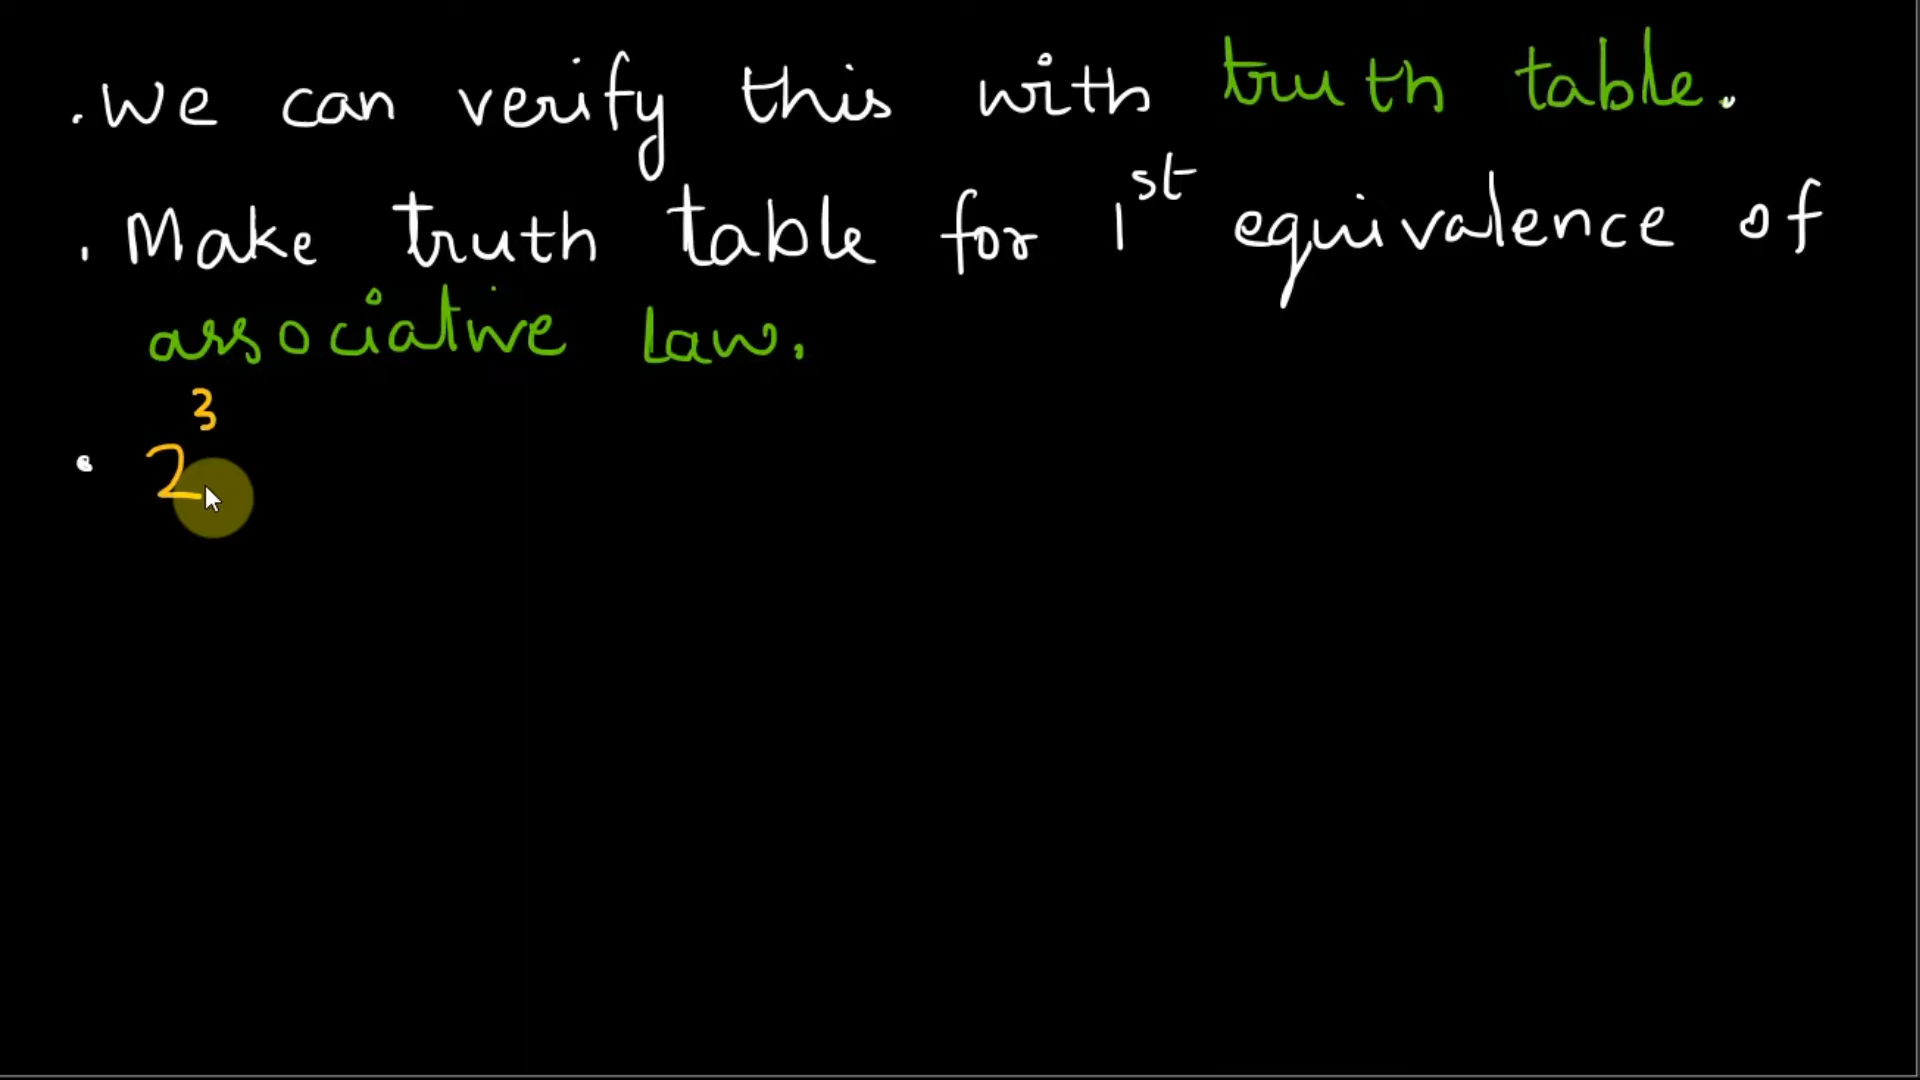 . We can verify this with truth table.
. Make truth table for 1st equivalence of
associative law.
• 2³